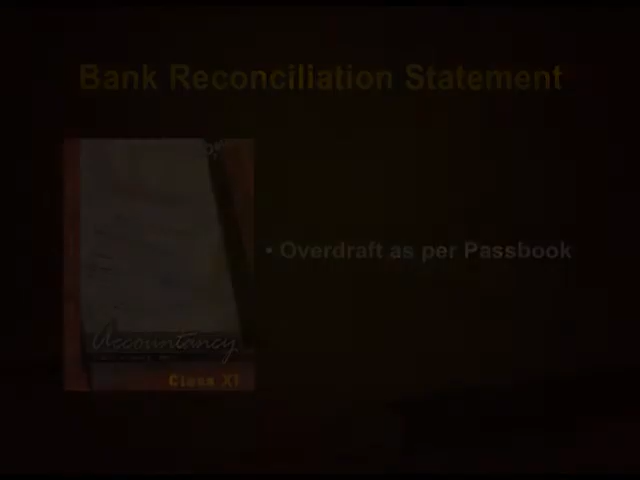 Bank Reconciliation Statement
• Overdraft as per Passbook
Accountancy
Class XI